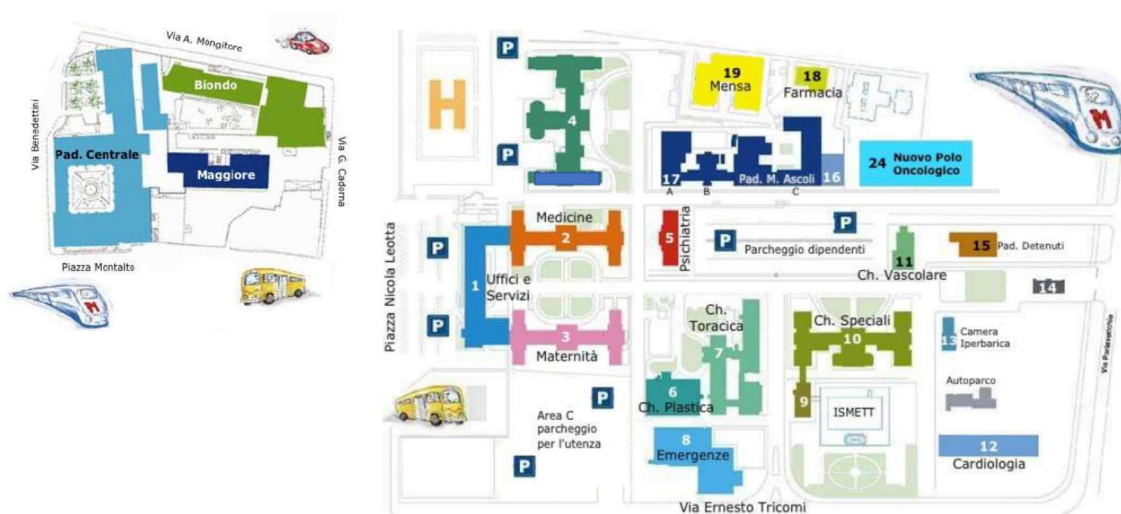 Via A. Mongitore
Biondo
Via Benedettini
Pad. Centrale
Maggiore
Via G. Cadorna
Piazza Montalto
M
P
P
H
4
19
Mensa
18
Farmacia
17
A
B
Pad. M. Ascoli
C
16
24 Nuovo Polo
Oncologico
Piazza Nicola Leotta
P
P
1
Uffici e
Servizi
Medicine
2
3
Maternità
5
Psichiatria
P
P
Parcheggio dipendenti
11
Ch. Vascolare
15 Pad. Detenuti
14
Ch.
Toracica
7
Ch. Speciali
10
9
ISMETT
13
Camera
Iperbarica
Autoparco
12
Cardiologia
6
Ch. Plastica
8
Emergenze
P
Area C
parcheggio
per l'utenza
P
Via Ernesto Tricomi
M